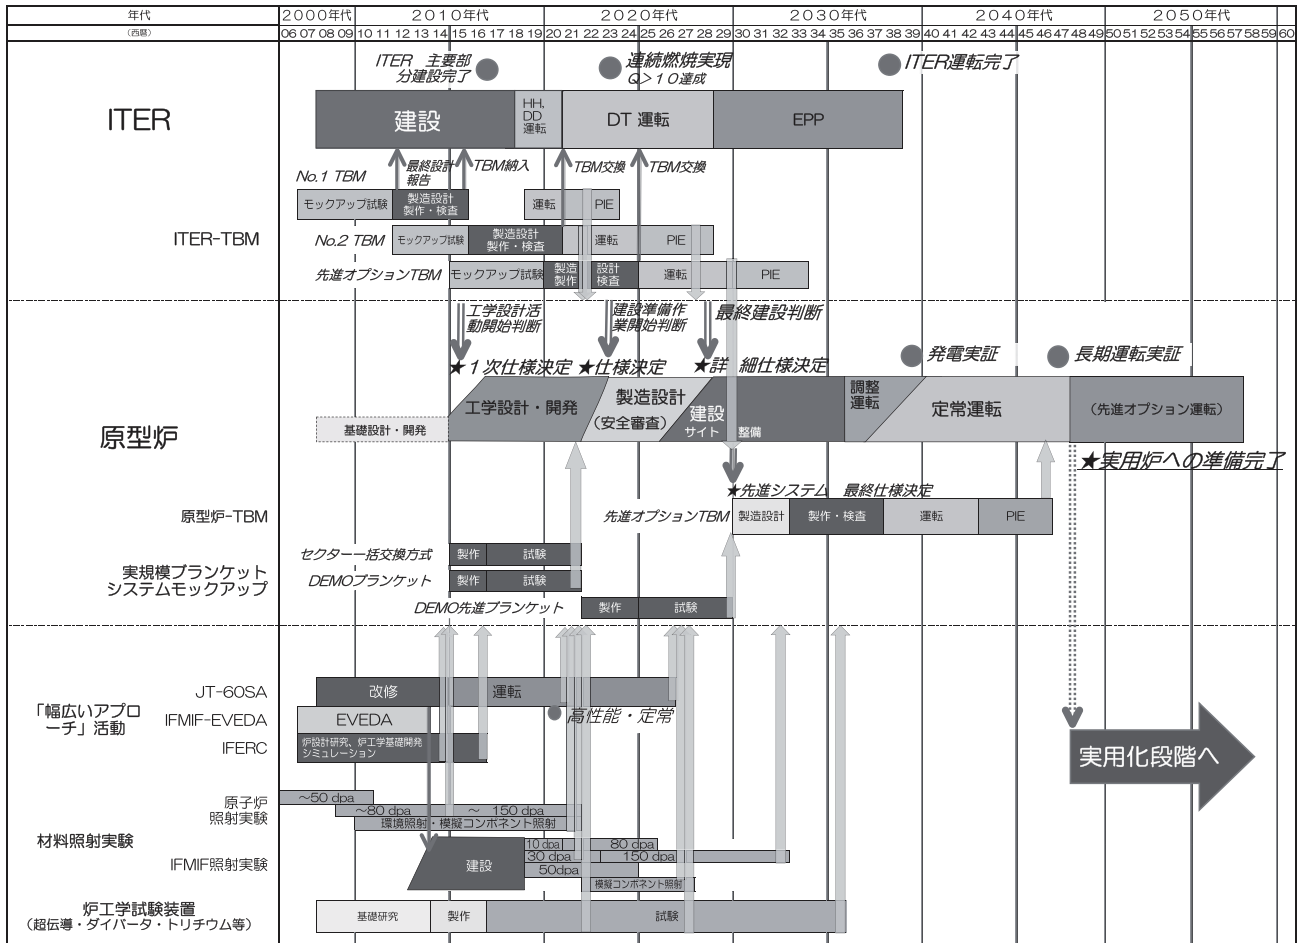 年代
2000年代
2010年代
2020年代
2030年代
2040年代
2050年代
(西暦)
06 07 08 09 10 11 12 13 14 15 16 17 18 19 20 21 22 23 24 25 26 27 28 29 30 31 32 33 34 35 36 37 38 39 40 41 42 43 44 45 46 47 48 49 50 51 52 53 54 55 56 57 58 59 60
ITER 主要部
分建設完了
連続燃焼実現
Q>10達成
ITER運転完了
ITER
建設
HH,
DD
運転
DT 運転
EPP
最終設計
報告
TBM納入
TBM交換
TBM交換
No.1 TBM
モックアップ試験
製造設計
製作・検査
運転
PIE
ITER-TBM
No.2 TBM
モックアップ試験
製造設計
製作・検査
運転
PIE
先進オプションTBM
モックアップ試験
製造 設計
製作 検査
運転
PIE
工学設計活
動開始判断
建設準備作
業開始判断
最終建設判断
発電実証
長期運転実証
★1次仕様決定
★仕様決定
★詳 細仕様決定
原型炉
基礎設計・開発
工学設計・開発
製造設計
(安全審査)
建設
サイト 整備
調整
運転
定常運転
(先進オプション運転)
★実用炉への準備完了
★先進システム 最終仕様決定
原型炉-TBM
先進オプションTBM
製造設計
製作・検査
運転
PIE
実規模ブランケット
システムモックアップ
セクター一括交換方式
製作
試験
DEMOブランケット
製作
試験
DEMO先進ブランケット
製作
試験
「幅広いアプロ
ーチ」活動
JT-60SA
改修
運転
IFMIF-EVEDA
EVEDA
高性能・定常
IFERC
炉設計研究、炉工学基礎開発
シミュレーション
実用化段階へ
材料照射実験
原子炉
照射実験
~50 dpa
~80 dpa
~ 150 dpa
環境照射・模擬コンポネント照射
IFMIF照射実験
建設
10 dpa
80 dpa
30 dpa
150 dpa
50dpa
模擬コンポネント照射
炉工学試験装置
(超伝導・ダイバータ・トリチウム等)
基礎研究
製作
試験